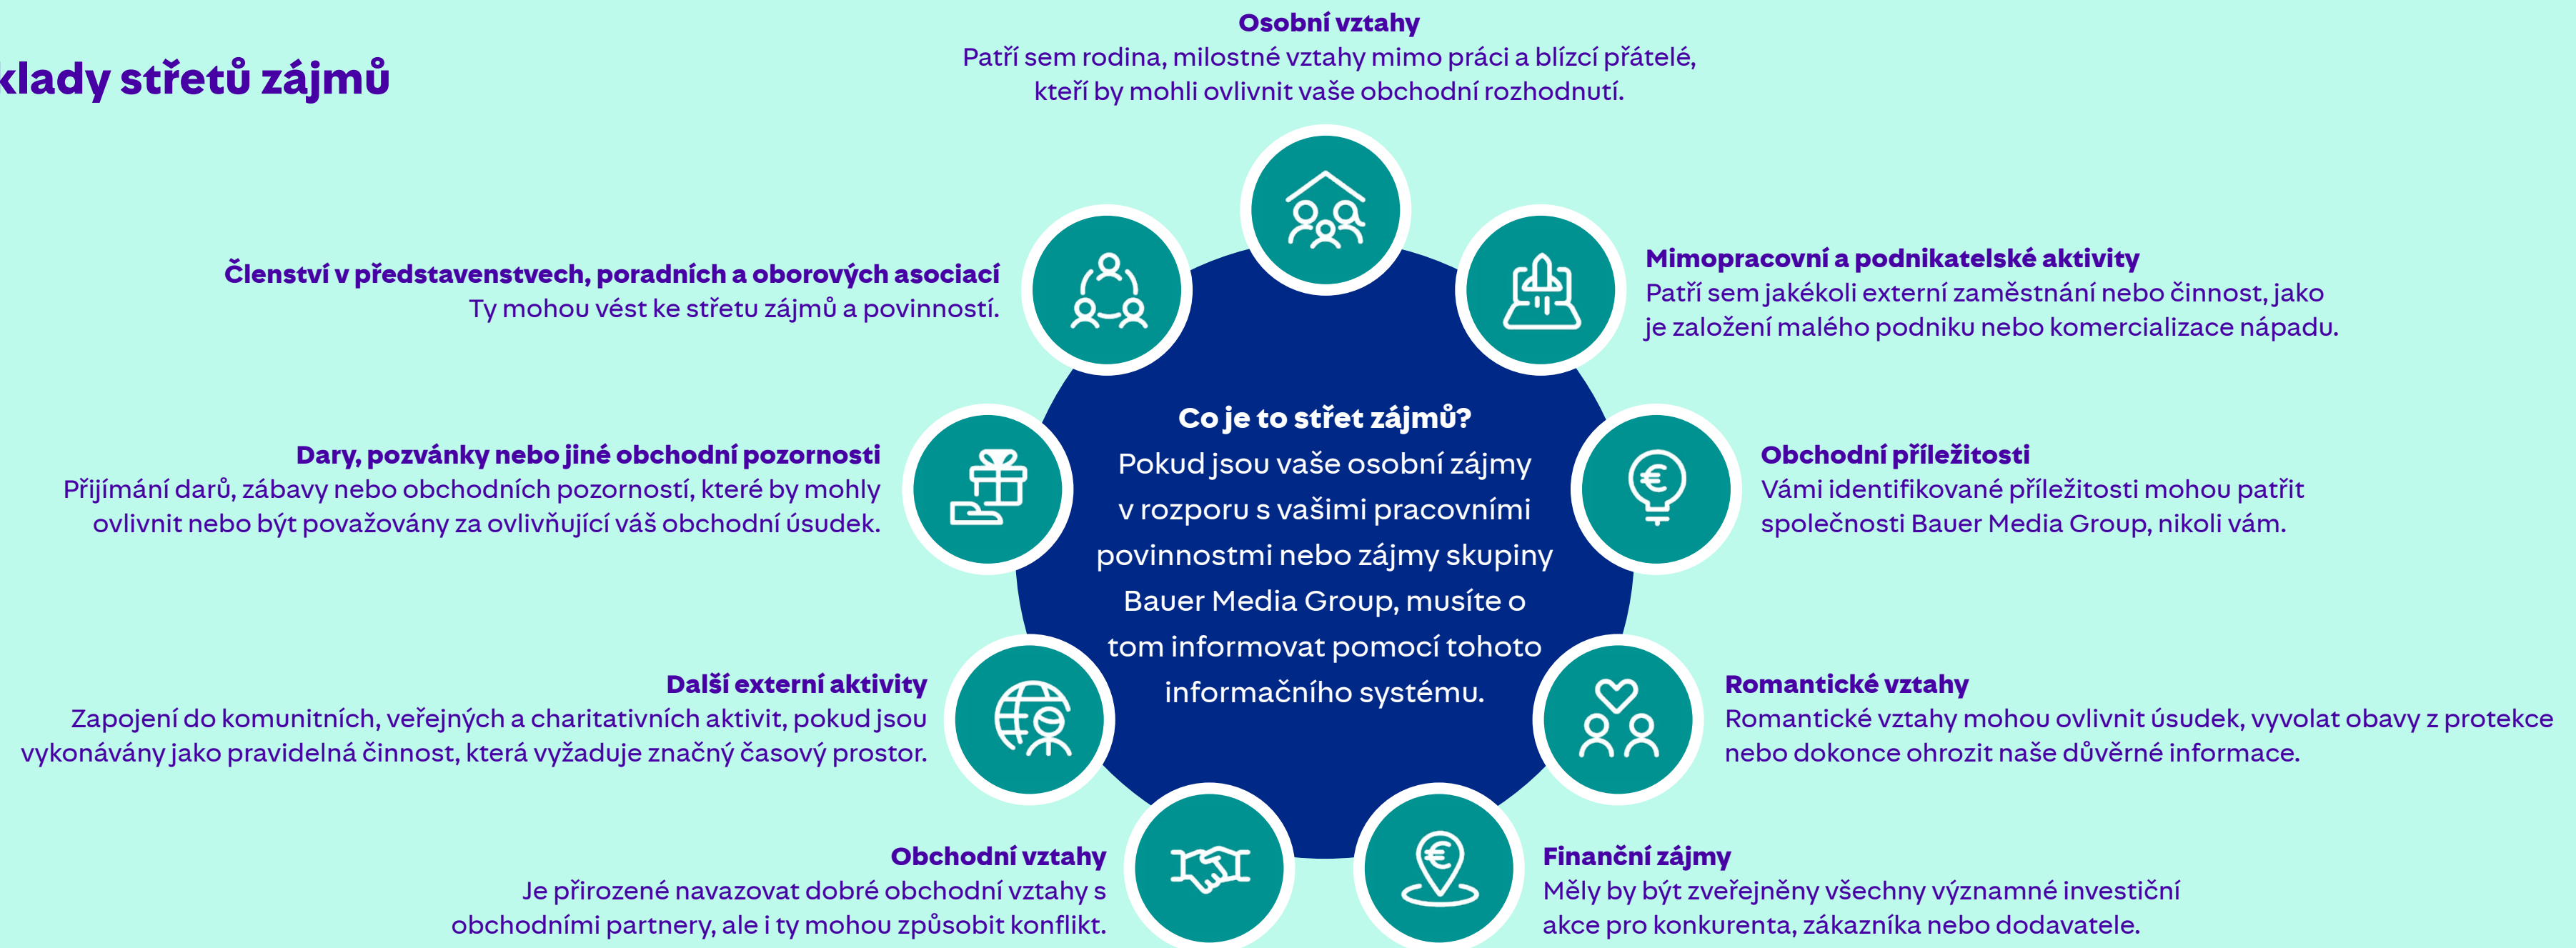 klady střetů zájmů
Osobní vztahy
Patří sem rodina, milostné vztahy mimo práci a blízcí přátelé,
kteří by mohli ovlivnit vaše obchodní rozhodnutí.
Členství v představenstvech, poradních a oborových asociací
Ty mohou vést ke střetu zájmů a povinností.
Mimopracovní a podnikatelské aktivity
Patří sem jakékoli externí zaměstnání nebo činnost, jako
je založení malého podniku nebo komercializace nápadu.
Dary, pozvánky nebo jiné obchodní pozornosti
Přijímání darů, zábavy nebo obchodních pozorností, které by mohly
ovlivnit nebo být považovány za ovlivňující váš obchodní úsudek.
Co je to střet zájmů?
Pokud jsou vaše osobní zájmy
v rozporu s vašimi pracovními
povinnostmi nebo zájmy skupiny
Bauer Media Group, musíte o
tom informovat pomocí tohoto
informačního systému.
Obchodní příležitosti
Vámi identifikované příležitosti mohou patřit
společnosti Bauer Media Group, nikoli vám.
Další externí aktivity
Zapojení do komunitních, veřejných a charitativních aktivit, pokud jsou
vykonávány jako pravidelná činnost, která vyžaduje značný časový prostor.
Romantické vztahy
Romantické vztahy mohou ovlivnit úsudek, vyvolat obavy z protekce
nebo dokonce ohrozit naše důvěrné informace.
Obchodní vztahy
Je přirozené navazovat dobré obchodní vztahy s
obchodními partnery, ale i ty mohou způsobit konflikt.
Finanční zájmy
Měly by být zveřejněny všechny významné investiční
akce pro konkurenta, zákazníka nebo dodavatele.